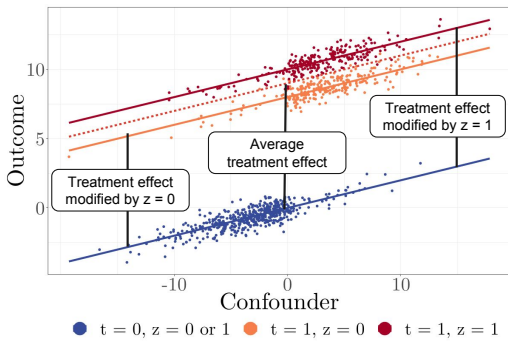 Outcome
10
5
0
Treatment effect
modified by z = 1
Average
treatment effect
Treatment effect
modified by z = 0
-10 0 10
Confounder
t = 0, z = 0 or 1 t = 1, z = 0 t = 1, z = 1